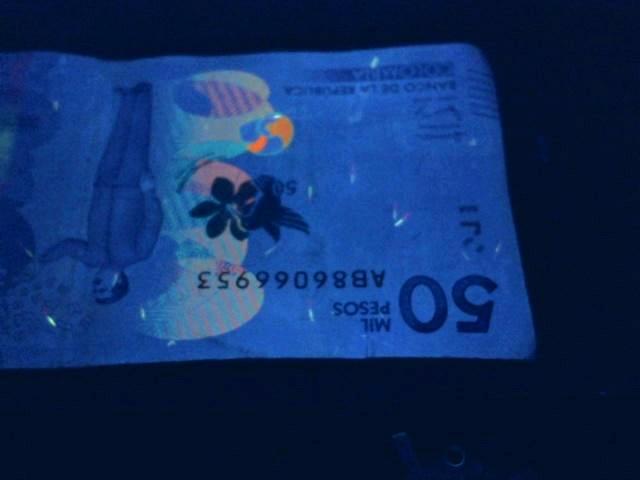 50
MIL
PESOS
AB86066953
50
BANCO DE LA REPÚBLICA
COLOMBIA